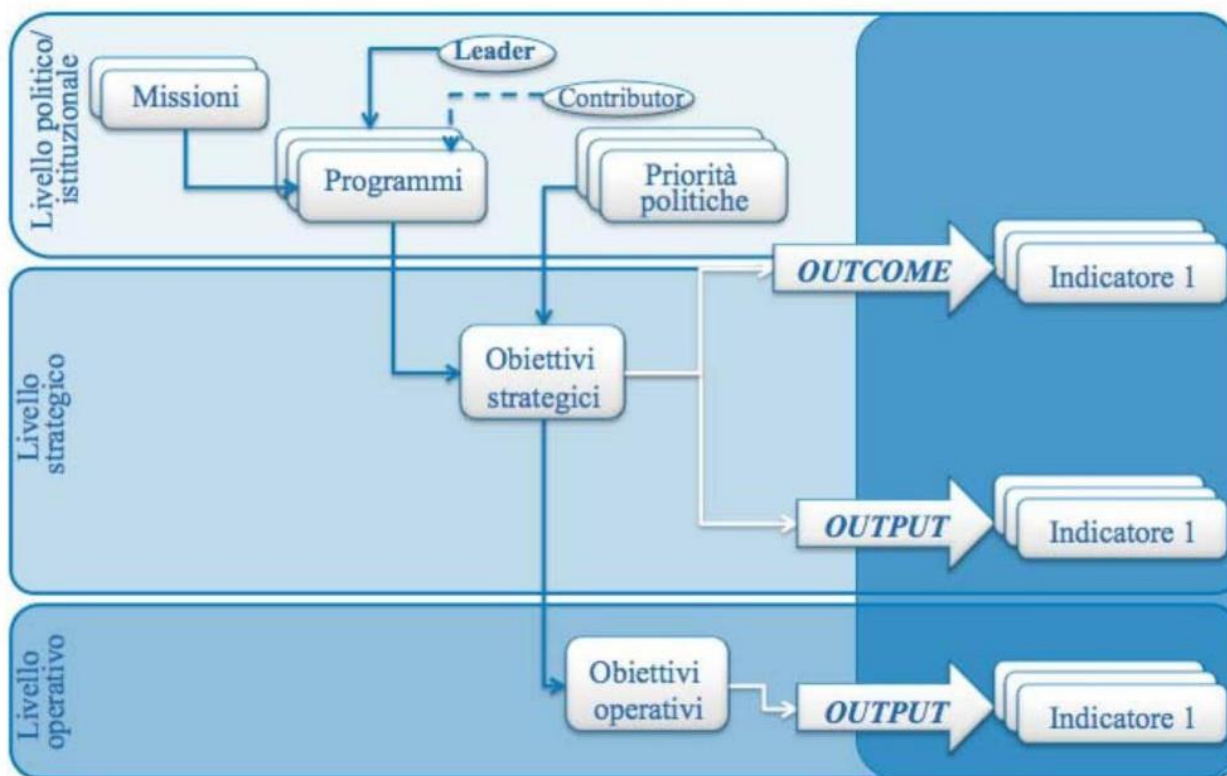 Livello politico/
istituzionale
Missioni
Leader
Contributor
Programmi
Priorità
politiche
OUTCOME
Indicatore 1
Livello
strategico
Obiettivi
strategici
OUTPUT
Indicatore 1
Livello
operativo
Obiettivi
operativi
OUTPUT
Indicatore 1